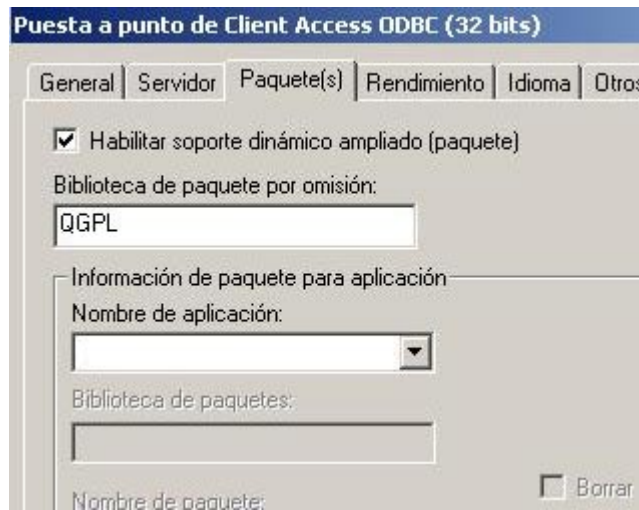 Puesta a punto de Client Access ODBC (32 bits)
General Servidor Paquete(s) Rendimiento Idioma Otros
Habilitar soporte dinámico ampliado (paquete)
Biblioteca de paquete por omisión:
QGPL
Información de paquete para aplicación
Nombre de aplicación:
Biblioteca de paquetes:
Borrar
Nombre de paquete: